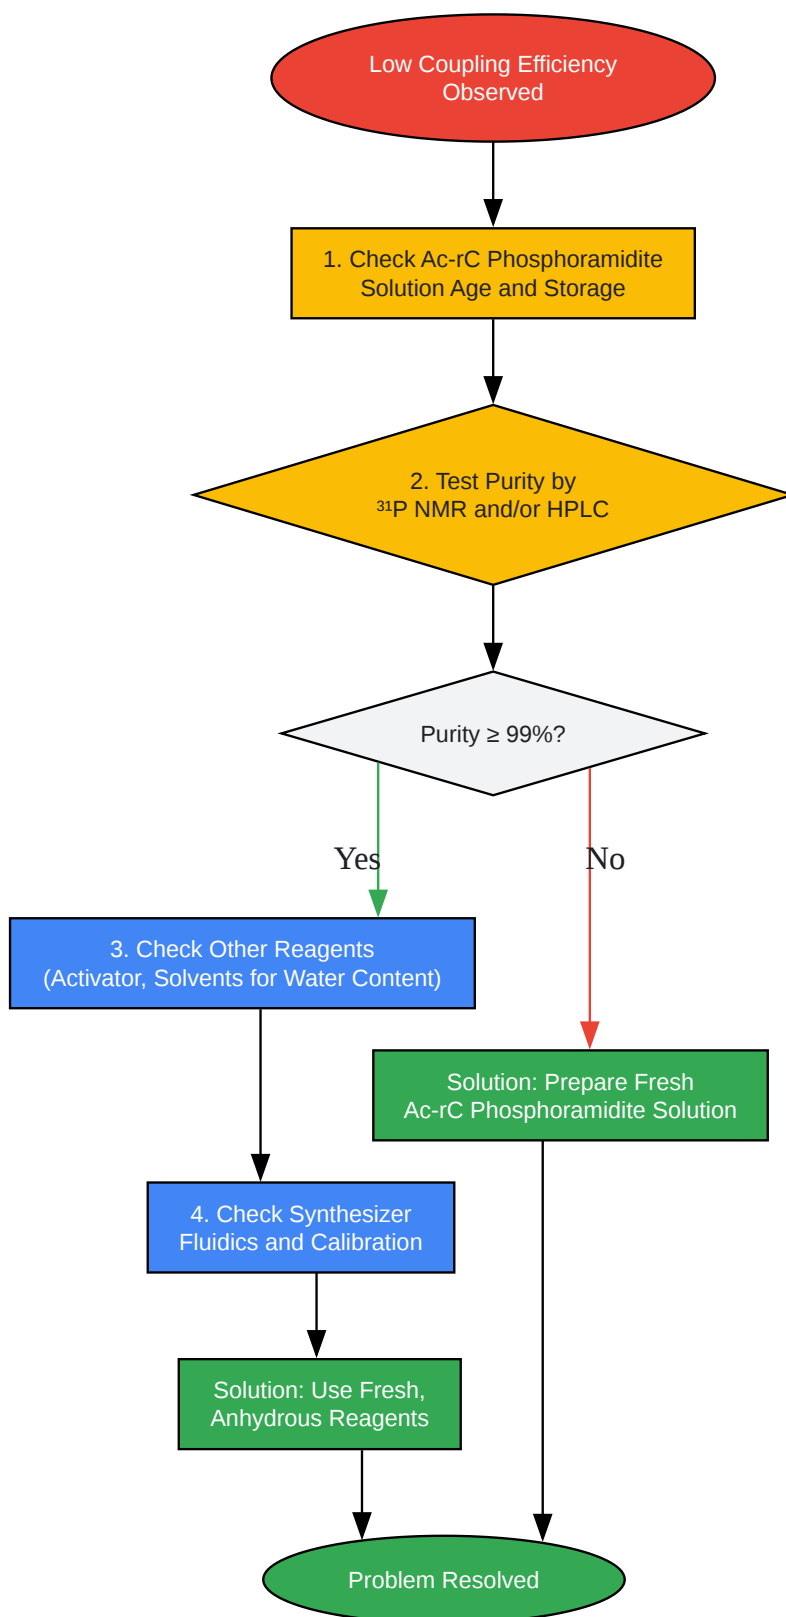 Low Coupling Efficiency
Observed
1. Check Ac-rC Phosphoramidite
Solution Age and Storage
2. Test Purity by
³¹P NMR and/or HPLC
Purity ≥ 99%?
Yes
No
3. Check Other Reagents
(Activator, Solvents for Water Content)
Solution: Prepare Fresh
Ac-rC Phosphoramidite Solution
4. Check Synthesizer
Fluidics and Calibration
Solution: Use Fresh,
Anhydrous Reagents
Problem Resolved